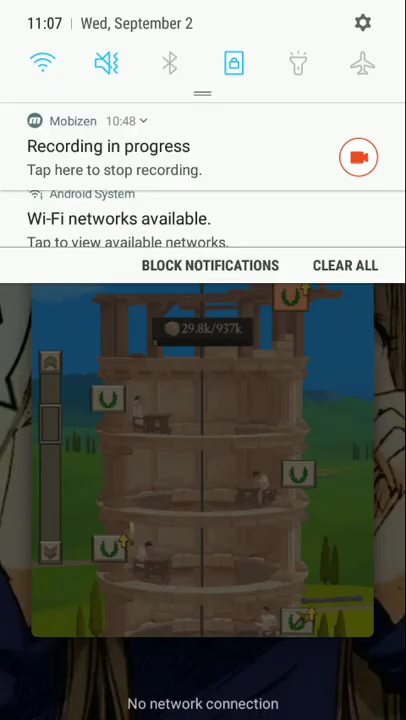 11:07 | Wed, September 2
Mobizen 10:48
Recording in progress
Tap here to stop recording.
Android System
Wi-Fi networks available.
Tap to view available networks.
BLOCK NOTIFICATIONS CLEAR ALL
29.8k/937k
No network connection